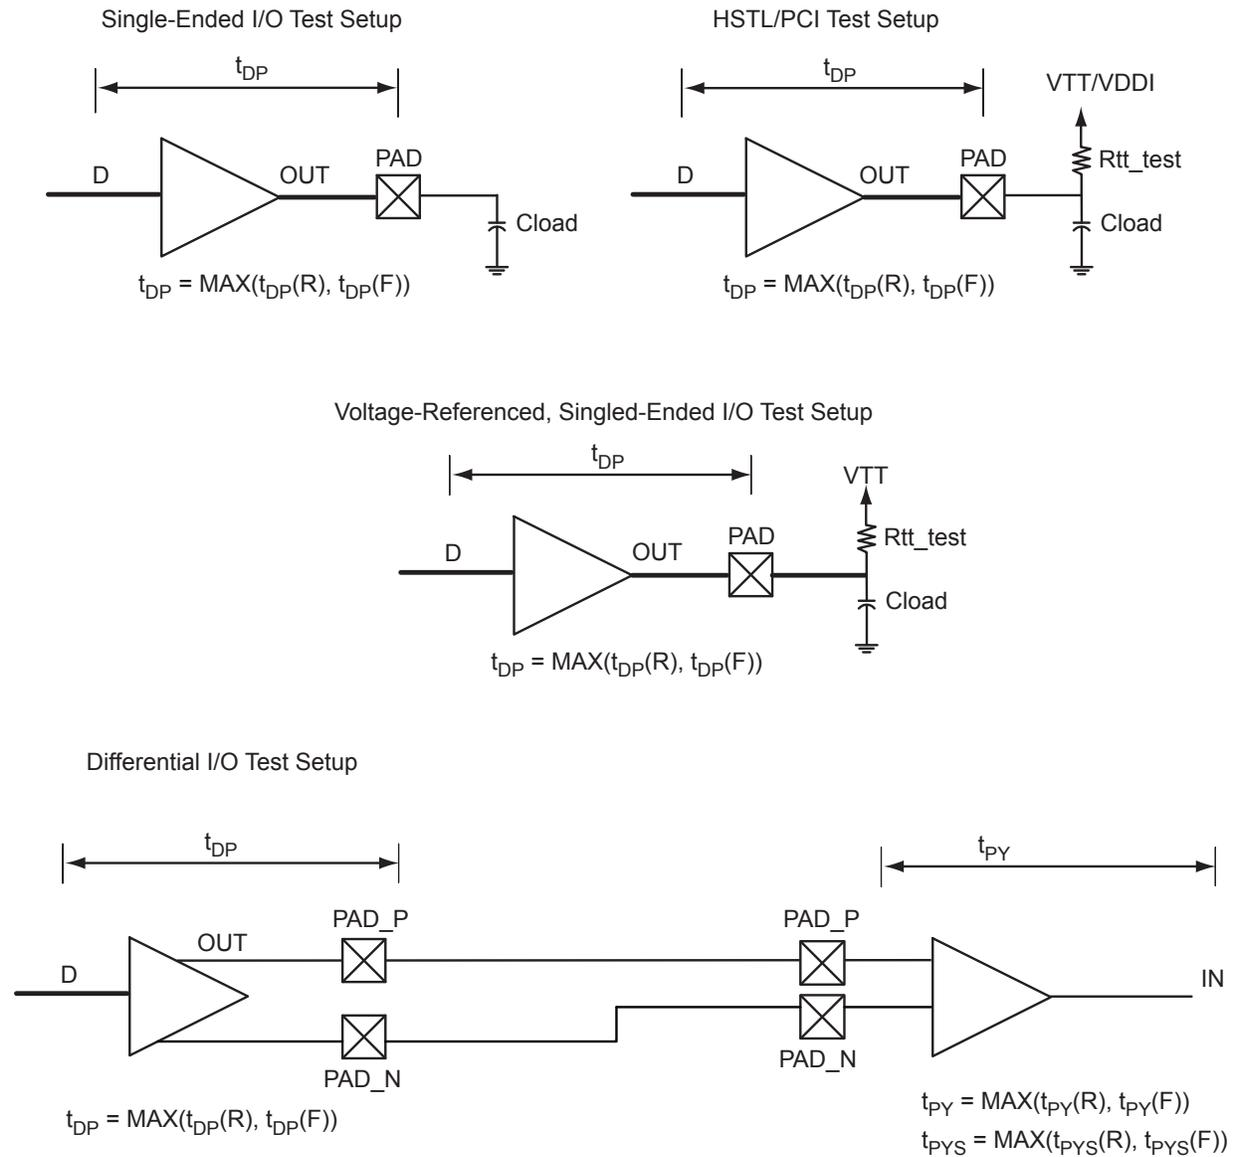 Single-Ended I/O Test Setup
tDP
D
OUT
PAD
Cload
tDP = MAX(tDP(R), tDP(F))
HSTL/PCI Test Setup
tDP
VTT/VDDI
D
OUT
PAD
Rtt_test
Cload
tDP = MAX(tDP(R), tDP(F))
Voltage-Referenced, Singled-Ended I/O Test Setup
tDP
VTT
D
OUT
PAD
Rtt_test
Cload
tDP = MAX(tDP(R), tDP(F))
Differential I/O Test Setup
tDP
tPY
D
OUT
PAD_P
PAD_N
PAD_P
PAD_N
IN
tDP = MAX(tDP(R), tDP(F))
tPY = MAX(tPY(R), tPY(F))
tPYS = MAX(tPYS(R), tPYS(F))